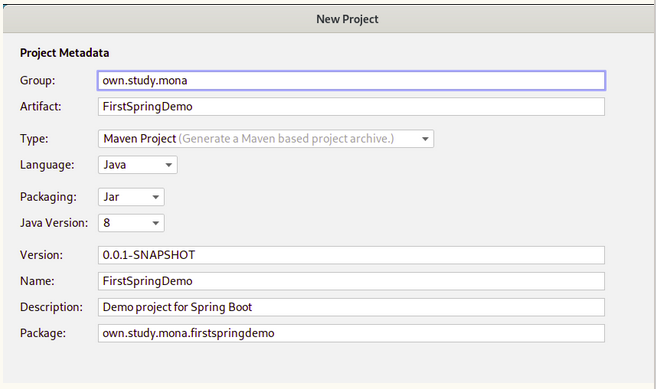 New Project
Project Metadata
Group: own.study.mona
Artifact: FirstSpringDemo
Type: Maven Project (Generate a Maven based project archive.)
Language: Java
Packaging: Jar
Java Version: 8
Version: 0.0.1-SNAPSHOT
Name: FirstSpringDemo
Description: Demo project for Spring Boot
Package: own.study.mona.firstspringdemo